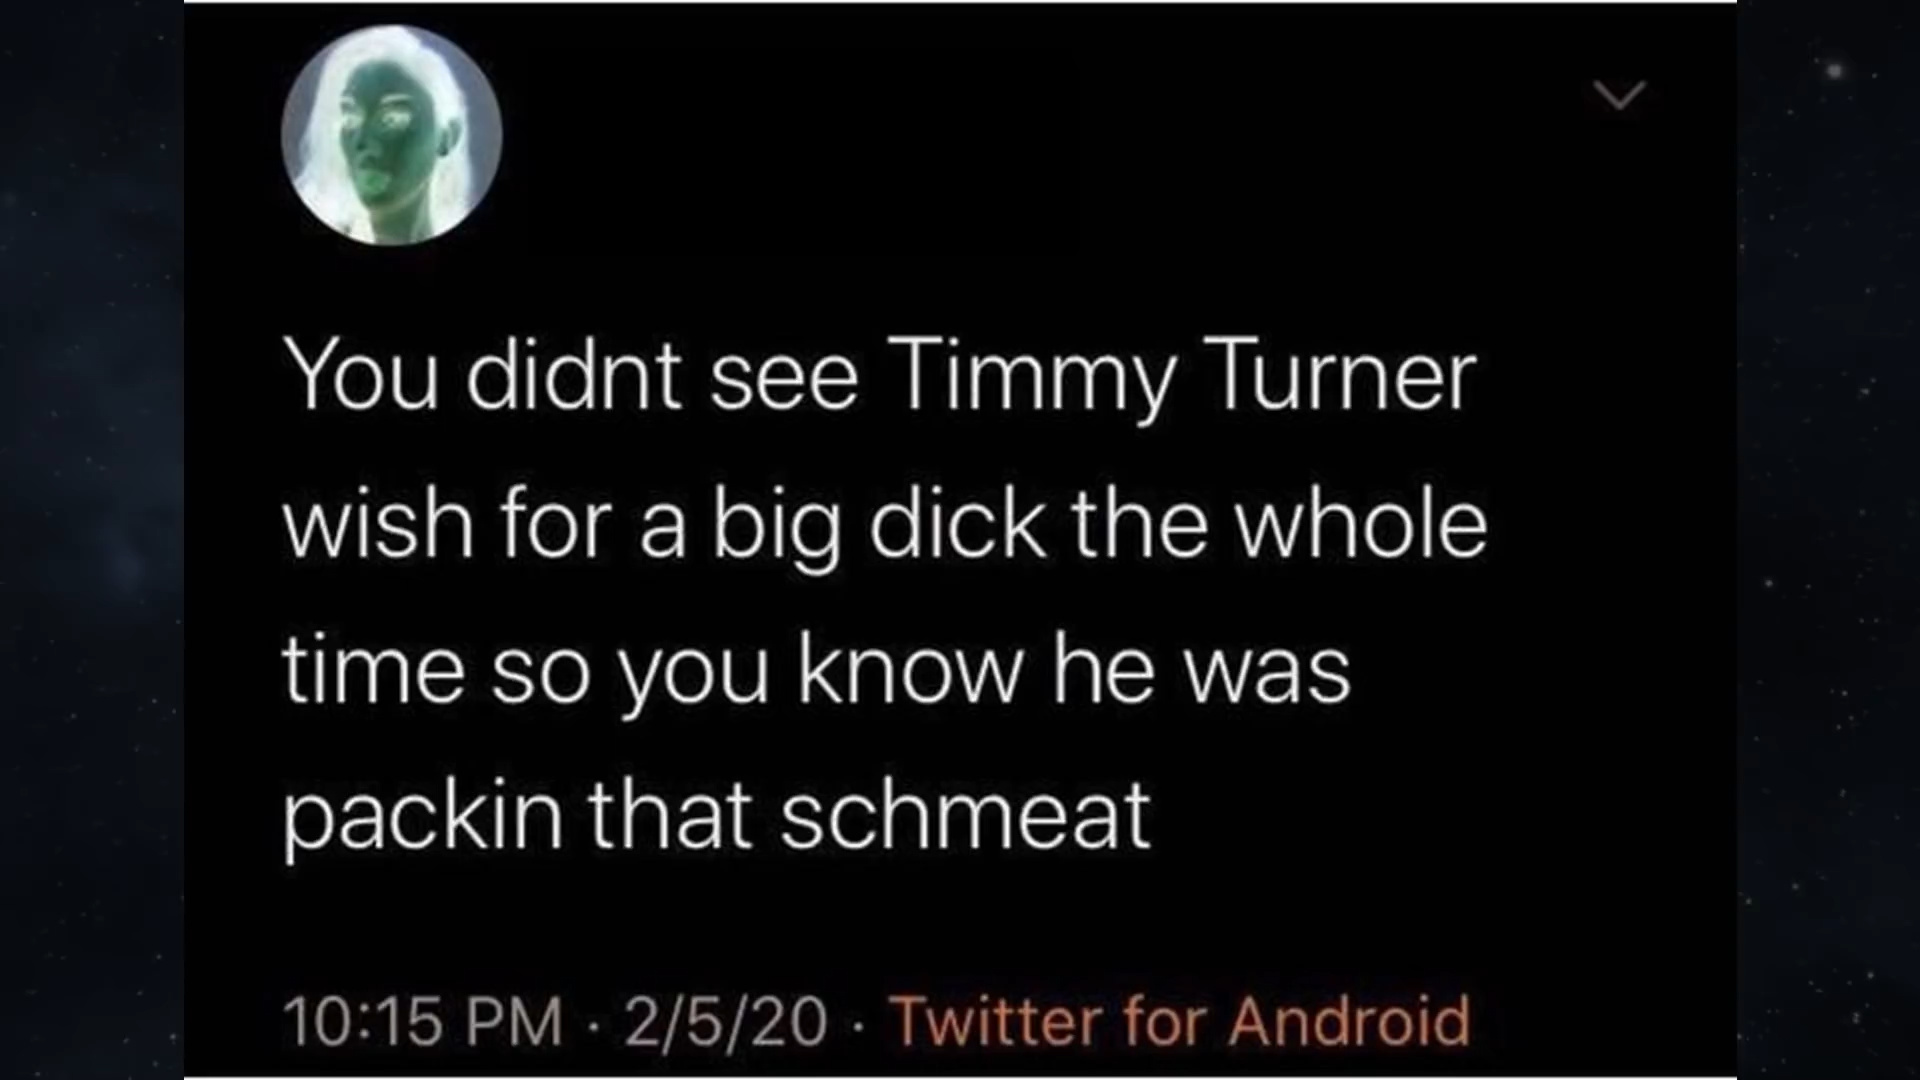 You didnt see Timmy Turner
wish for a big dick the whole
time so you know he was
packin that schmeat
10:15 PM · 2/5/20 · Twitter for Android